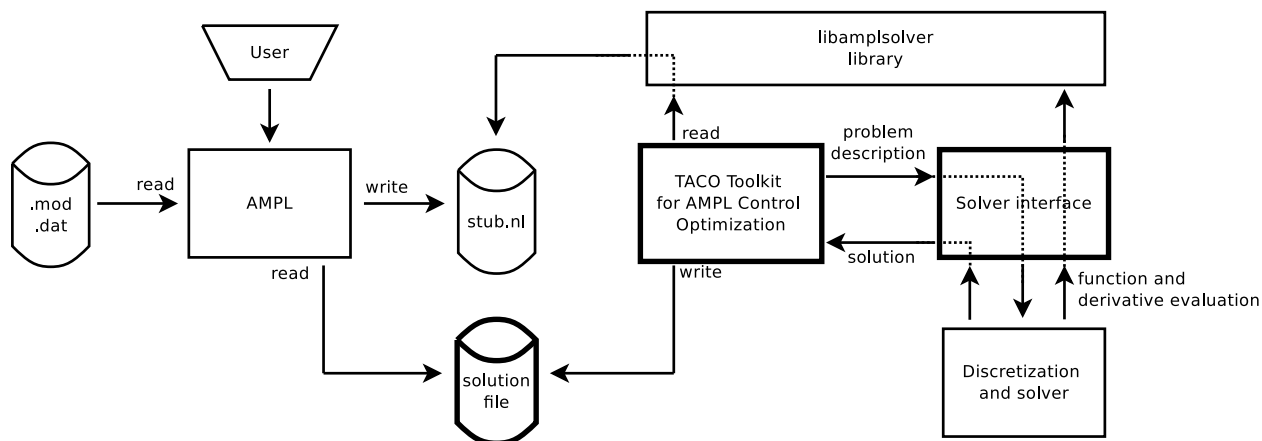 User
libamplsolver
library
read
problem
description
.mod
.dat
read
AMPL
write
stub.nl
TACO Toolkit
for AMPL Control
Optimization
Solver interface
solution
read
write
function and
derivative evaluation
solution
file
Discretization
and solver